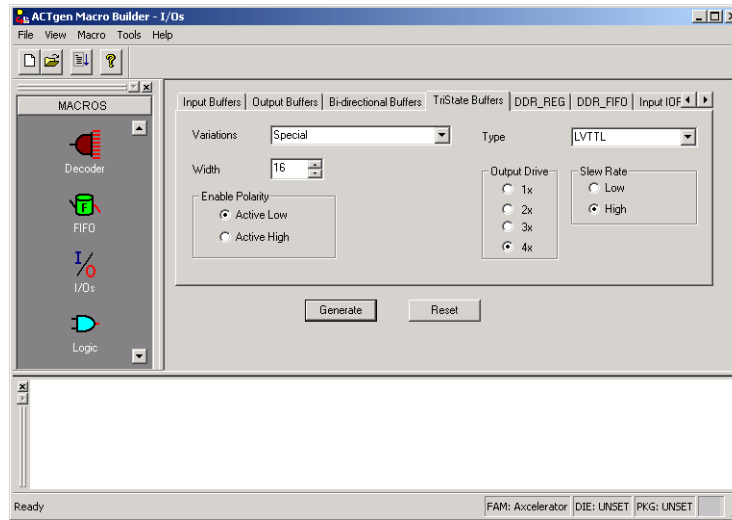 ACTgen Macro Builder - I/Os
File View Macro Tools Help
MACROS
Decoder
F
FIFO
I/O
I/Os
Logic
Input Buffers Output Buffers Bi-directional Buffers TriState Buffers DDR_REG DDR_FIFO Input IOF
Variations Special Type LVTTL
Width 16
Enable Polarity
Active Low
Active High
Output Drive
1x
2x
3x
4x
Slew Rate
Low
High
Generate Reset
Ready FAM: Axcelerator DIE: UNSET PKG: UNSET